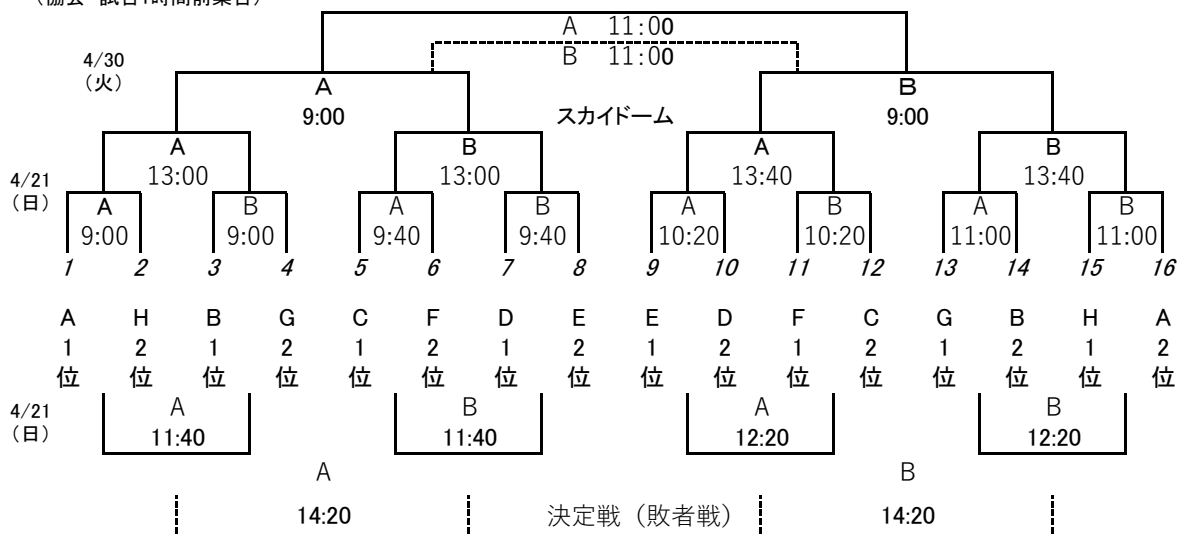 （協会 試合1時間前集合）
A 11:00
B 11:00
4/30
（火）
A B
9:00 スカイドーム 9:00
A B A B
13:00 13:00 13:40 13:40
4/21
（日）
A B A B A B A B
9:00 9:00 9:40 9:40 10:20 10:20 11:00 11:00
1 2 3 4 5 6 7 8 9 10 11 12 13 14 15 16
A H B G C F D E E D F C G B H A
1 2 1 2 1 2 1 2 1 2 1 2 1 2 1 2
位 位 位 位 位 位 位 位 位 位 位 位 位 位 位 位
4/21
（日）
A B A B
11:40 11:40 12:20 12:20
A B
14:20 決定戦（敗者戦） 14:20